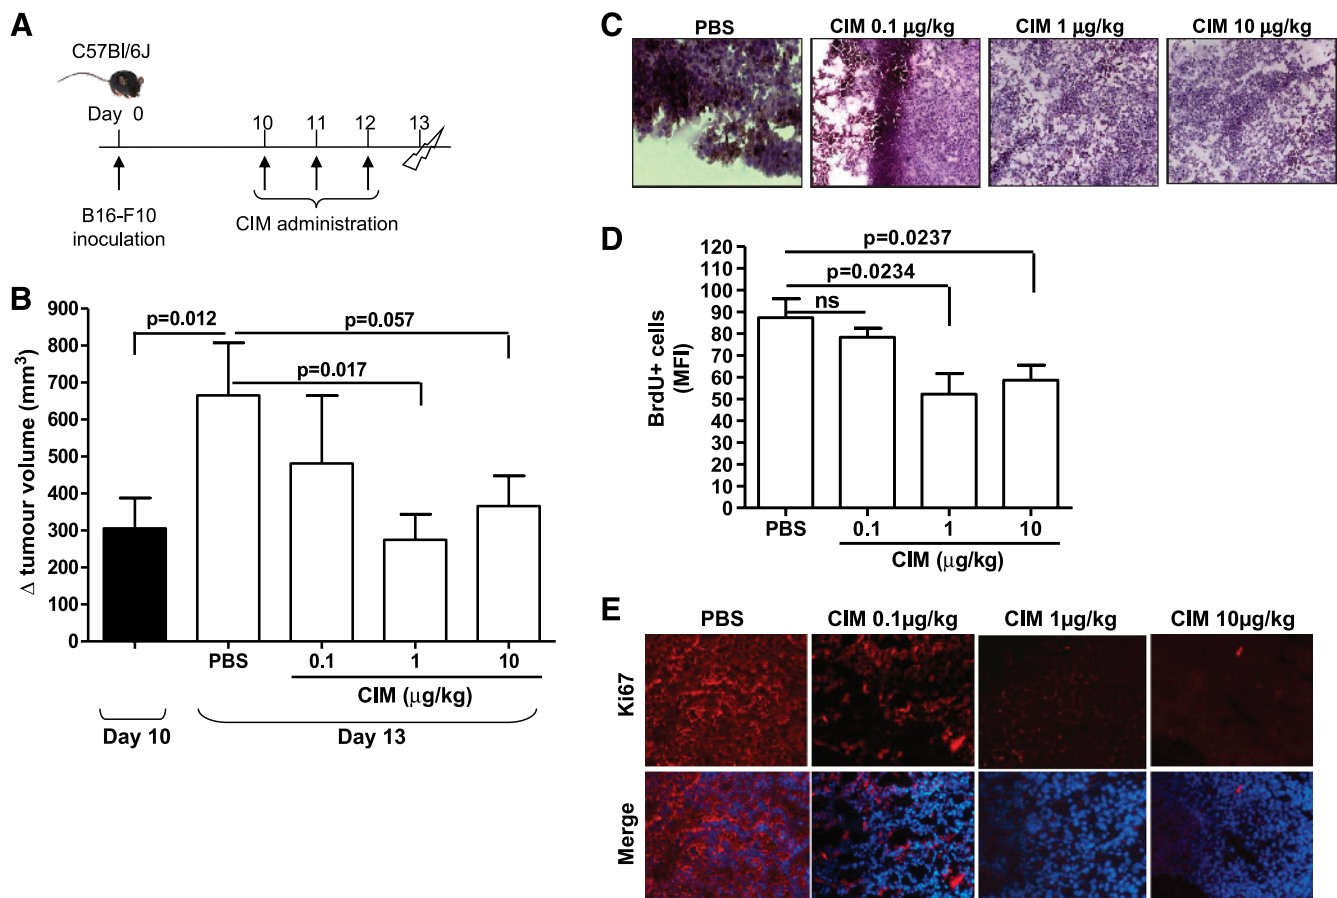 A
C57Bl/6J
Day 0
10 11 12 13
B16-F10
inoculation
CIM administration
B
Δ tumour volume (mm³)
900
800
700
600
500
400
300
200
100
0
p=0.012
p=0.057
p=0.017
PBS 0.1 1 10
CIM (μg/kg)
Day 10
Day 13
C
PBS
CIM 0.1 μg/kg
CIM 1 μg/kg
CIM 10 μg/kg
D
BrdU+ cells
(MFI)
120
110
100
90
80
70
60
50
40
30
20
10
0
p=0.0237
p=0.0234
ns
PBS 0.1 1 10
CIM (μg/kg)
E
PBS
CIM 0.1μg/kg
CIM 1μg/kg
CIM 10μg/kg
Ki67
Merge